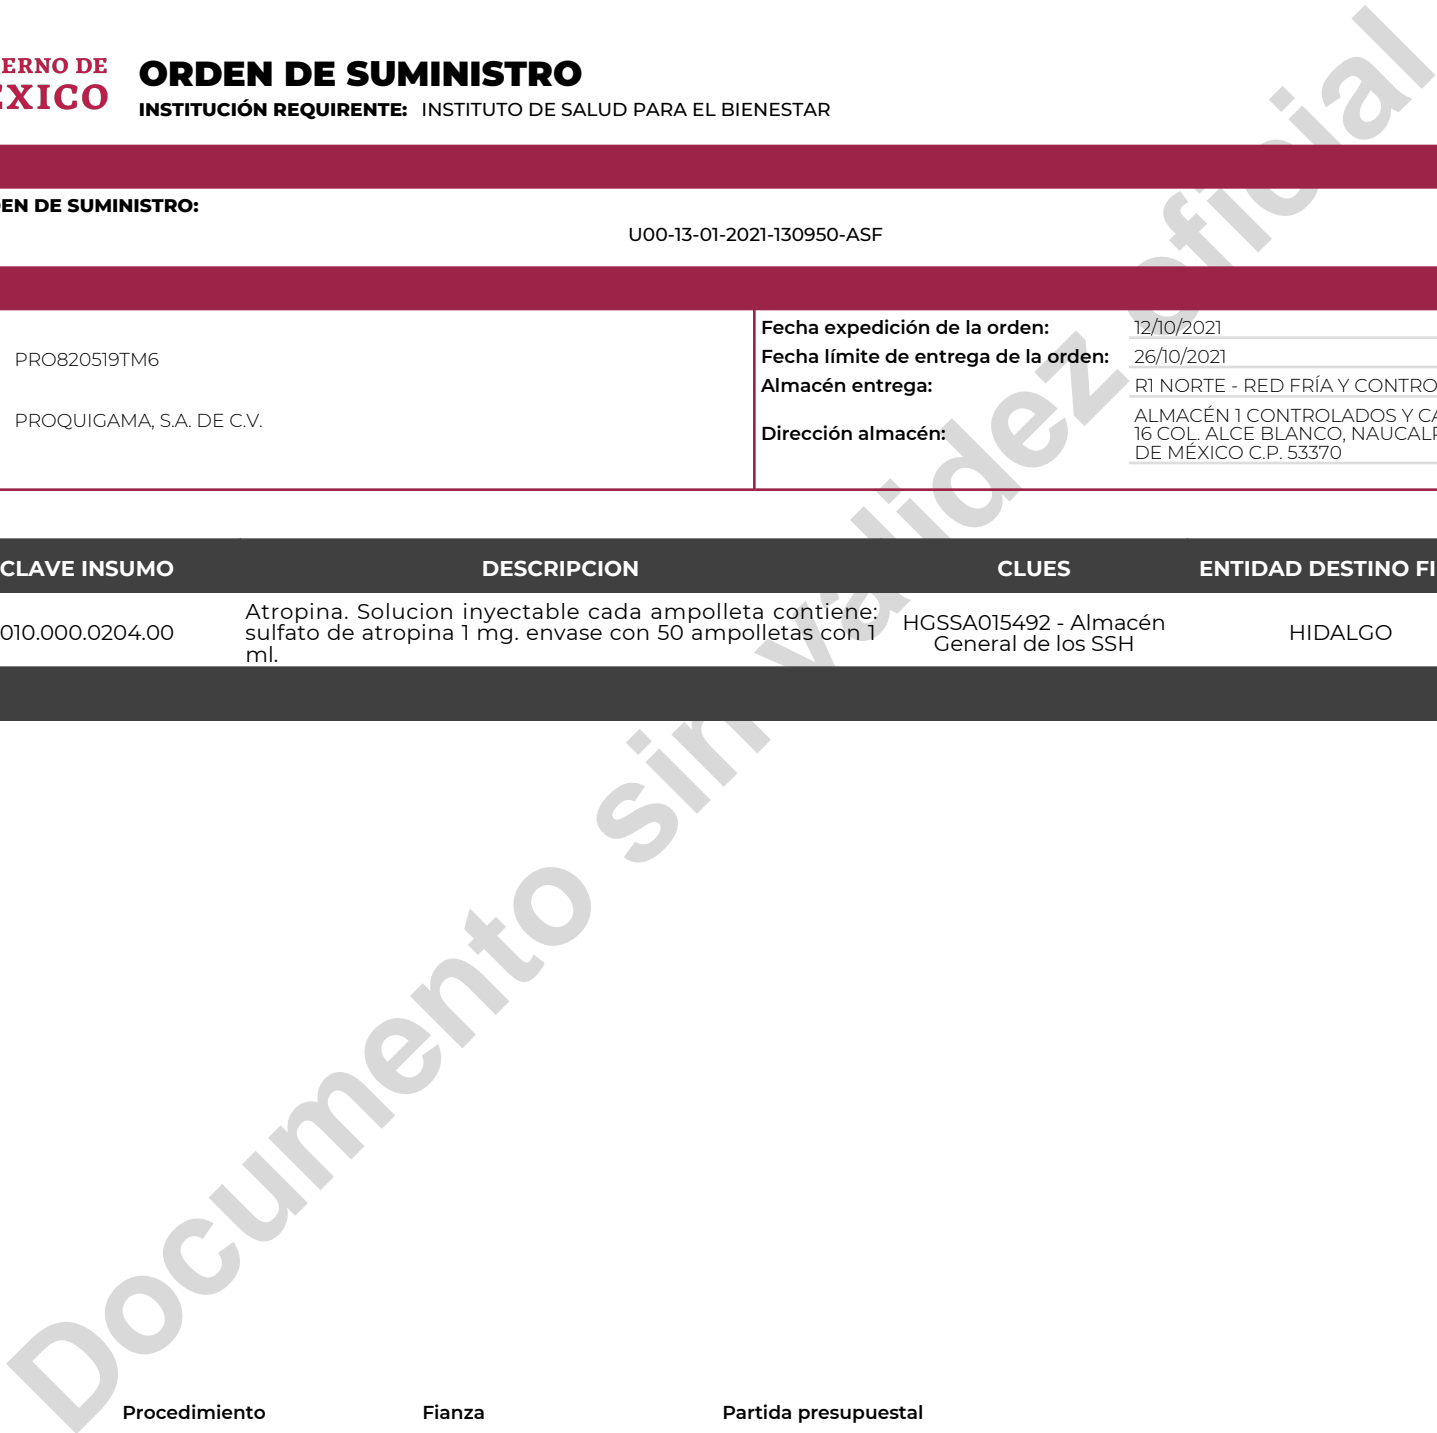 ERNO DE
ÉXICO
ORDEN DE SUMINISTRO
INSTITUCIÓN REQUIRENTE: INSTITUTO DE SALUD PARA EL BIENESTAR
EN DE SUMINISTRO:
U00-13-01-2021-130950-ASF
PRO820519TM6
PROQUIGAMA, S.A. DE C.V.
Fecha expedición de la orden: 12/10/2021
Fecha límite de entrega de la orden: 26/10/2021
Almacén entrega: R1 NORTE - RED FRÍA Y CONTRO
Dirección almacén:
ALMACÉN 1 CONTROLADOS Y CA
16 COL. ALCE BLANCO, NAUCALP
DE MÉXICO C.P. 53370
CLAVE INSUMO DESCRIPCION CLUES ENTIDAD DESTINO FI
010.000.0204.00
Atropina. Solucion inyectable cada ampolleta contiene:
sulfato de atropina 1 mg. envase con 50 ampolletas con 1
ml.
HGSSA015492 - Almacén
General de los SSH
HIDALGO
Documento sin validez oficial
Procedimiento Fianza Partida presupuestal